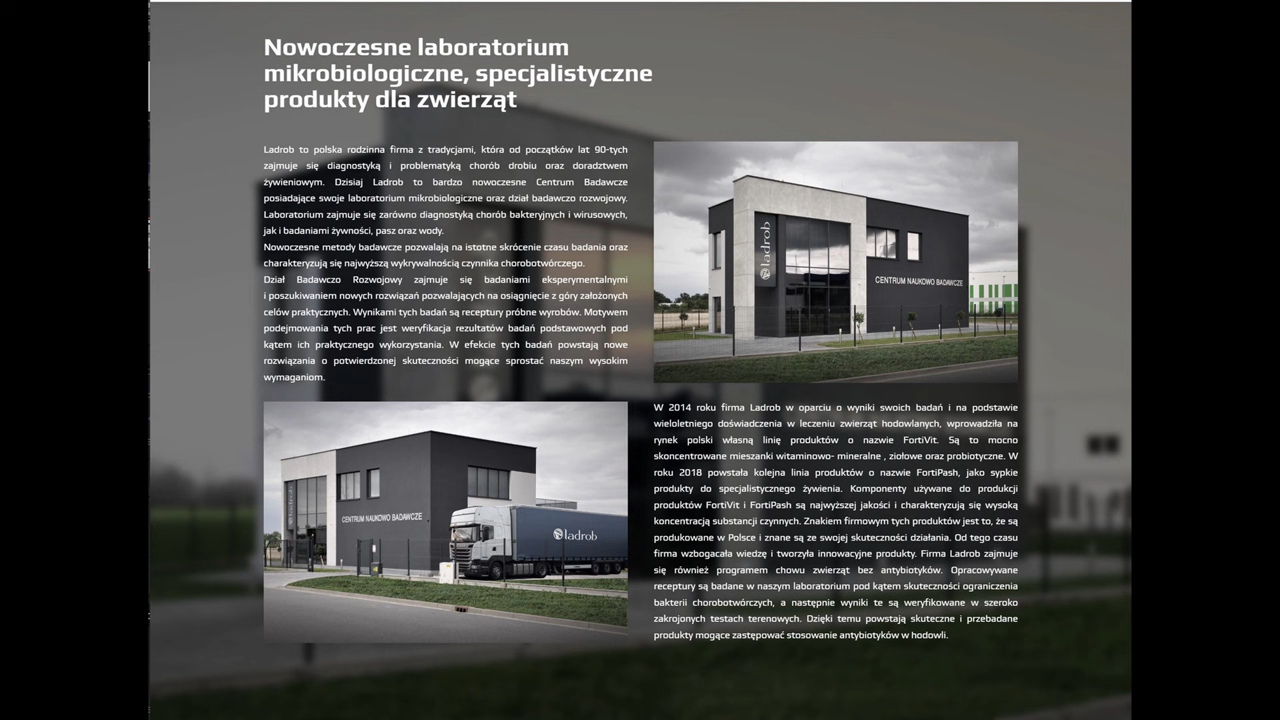 Nowoczesne laboratorium
mikrobiologiczne, specjalistyczne
produkty dla zwierząt
Ladrob to polska rodzinna firma z tradycjami, która od początków lat 90-tych
zajmuje się diagnostyką i problematyką chorób drobiu oraz doradztwem
żywieniowym. Dzisiaj Ladrob to bardzo nowoczesne Centrum Badawcze
posiadające swoje laboratorium mikrobiologiczne oraz dział badawczo rozwojowy.
Laboratorium zajmuje się zarówno diagnostyką chorób bakteryjnych i wirusowych,
jak i badaniami żywności, pasz oraz wody.
Nowoczesne metody badawcze pozwalają na istotne skrócenie czasu badania oraz
charakteryzują się najwyższą wykrywalnością czynnika chorobotwórczego.
Dział Badawczo Rozwojowy zajmuje się badaniami eksperymentalnymi
i poszukiwaniem nowych rozwiązań pozwalających na osiągnięcie z góry założonych
celów praktycznych. Wynikami tych badań są receptury próbne wyrobów. Motywem
podejmowania tych prac jest weryfikacja rezultatów badań podstawowych pod
kątem ich praktycznego wykorzystania. W efekcie tych badań powstają nowe
rozwiązania o potwierdzonej skuteczności mogące sprostać naszym wysokim
wymaganiom.
ladrob
CENTRUM NAUKOWO BADAWCZE
ladrob
CENTRUM NAUKOWO BADAWCZE
ladrob
W 2014 roku firma Ladrob w oparciu o wyniki swoich badań i na podstawie
wieloletniego doświadczenia w leczeniu zwierząt hodowlanych, wprowadziła na
rynek polski własną linię produktów o nazwie FortiVit. Są to mocno
skoncentrowane mieszanki witaminowo- mineralne , ziołowe oraz probiotyczne. W
roku 2018 powstała kolejna linia produktów o nazwie FortiPash, jako sypkie
produkty do specjalistycznego żywienia. Komponenty używane do produkcji
produktów FortiVit i FortiPash są najwyższej jakości i charakteryzują się wysoką
koncentracją substancji czynnych. Znakiem firmowym tych produktów jest to, że są
produkowane w Polsce i znane są ze swojej skuteczności działania. Od tego czasu
firma wzbogacała wiedzę i tworzyła innowacyjne produkty. Firma Ladrob zajmuje
się również programem chowu zwierząt bez antybiotyków. Opracowywane
receptury są badane w naszym laboratorium pod kątem skuteczności ograniczenia
bakterii chorobotwórczych, a następnie wyniki te są weryfikowane w szeroko
zakrojonych testach terenowych. Dzięki temu powstają skuteczne i przebadane
produkty mogące zastępować stosowanie antybiotyków w hodowli.